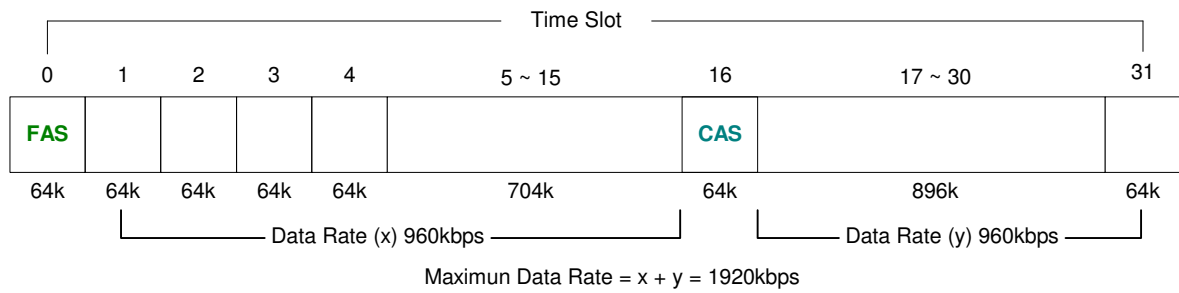 Time Slot
0 1 2 3 4 5 ~ 15 16 17 ~ 30 31
FAS CAS
64k 64k 64k 64k 64k 704k 64k 896k 64k
Data Rate (x) 960kbps Data Rate (y) 960kbps
Maximun Data Rate = x + y = 1920kbps